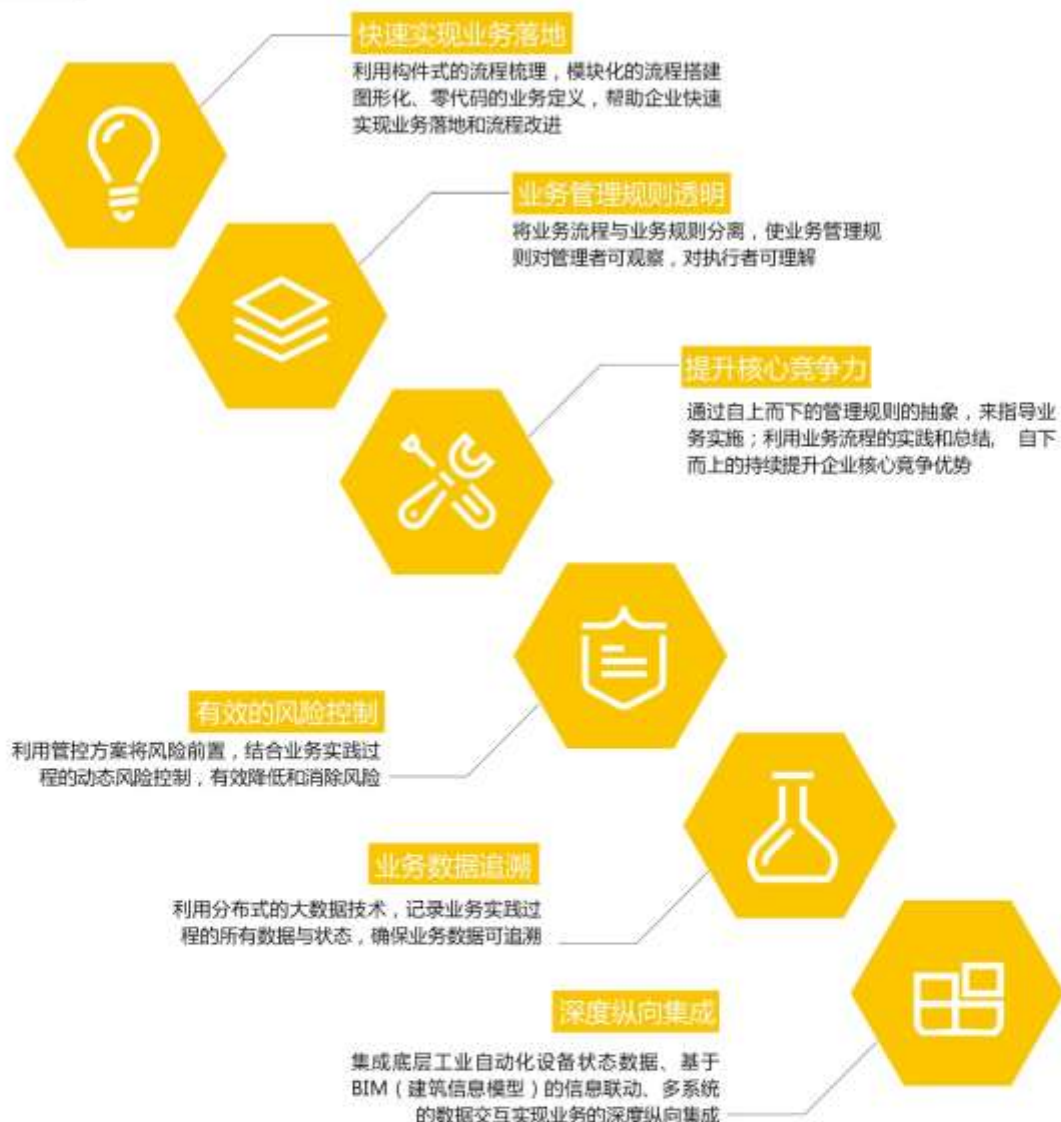 快速实现业务落地
利用构件式的流程梳理，模块化的流程搭建
图形化、零代码的业务定义，帮助企业快速
实现业务落地和流程改进
业务管理规则透明
将业务流程与业务规则分离，使业务管理规
则对管理者可观察，对执行者可理解
提升核心竞争力
通过自上而下的管理规则的抽象，来指导业
务实施；利用业务流程的实践和总结, 自下
而上的持续提升企业核心竞争优势
有效的风险控制
利用管控方案将风险前置，结合业务实践过
程的动态风险控制，有效降低和消除风险
业务数据追溯
利用分布式的大数据技术，记录业务实践过
程的所有数据与状态，确保业务数据可追溯
深度纵向集成
集成底层工业自动化设备状态数据、基于
BIM（建筑信息模型）的信息联动、多系统
的数据交互实现业务的深度纵向集成